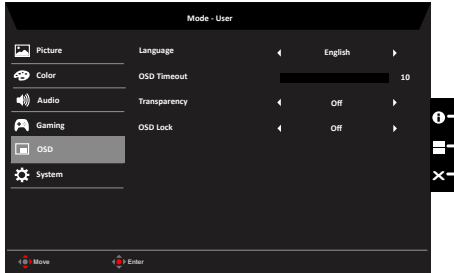 Mode - User
Picture
Language
English
Color
OSD Timeout
10
Audio
Transparency
Off
Gaming
OSD Lock
Off
OSD
System
Move
Enter